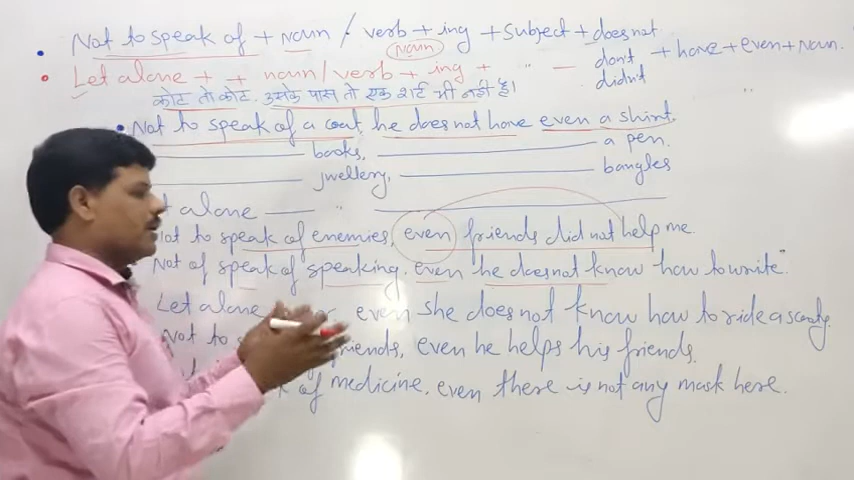 Not to speak of + noun / verb + ing + Subject + does not
(noun) don't + have + even + noun.
Let alone + + noun/verb + ing + " —
didn't
कोट तो कोट. उसके पास तो एक शर्ट भी नहीं है।
Not to speak of a coat, he does not have even a shirt.
books, a pen.
jwellery, bangles
alone "
Not to speak of enemies, even friends did not help me.
Not of speak of speaking, even he does not know how to write".
Let alone even she does not know how to ride a
Not to friends, even he helps his friends.
of medicine, even there is not any mask here.